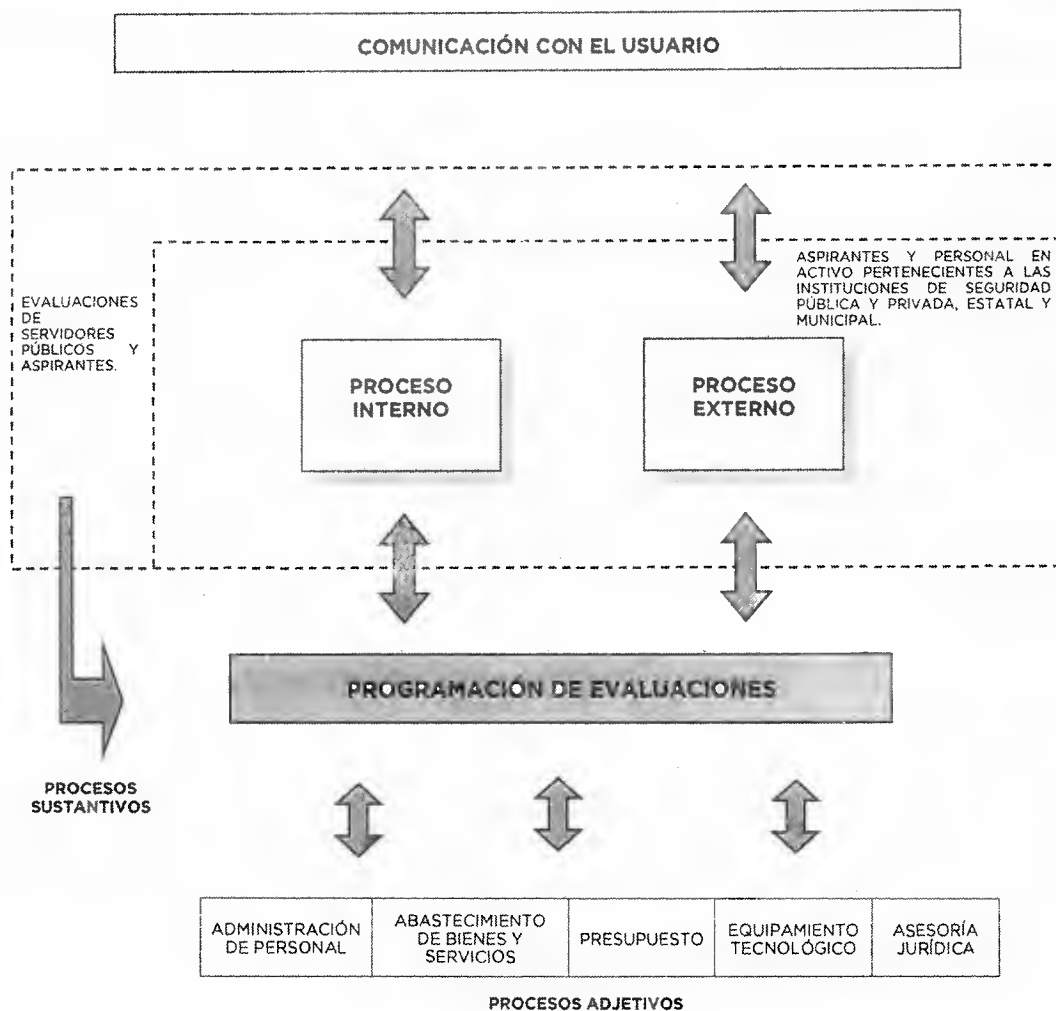 COMUNICACIÓN CON EL USUARIO
ASPIRANTES Y PERSONAL EN
ACTIVO PERTENECIENTES A LAS
INSTITUCIONES DE SEGURIDAD
PÚBLICA Y PRIVADA, ESTATAL Y
MUNICIPAL.
EVALUACIONES
DE
SERVIDORES
PÚBLICOS Y
ASPIRANTES.
PROCESO
INTERNO
PROCESO
EXTERNO
PROGRAMACIÓN DE EVALUACIONES
PROCESOS
SUSTANTIVOS
ADMINISTRACIÓN
DE PERSONAL
ABASTECIMIENTO
DE BIENES Y
SERVICIOS
PRESUPUESTO
EQUIPAMIENTO
TECNOLÓGICO
ASESORÍA
JURÍDICA
PROCESOS ADJETIVOS